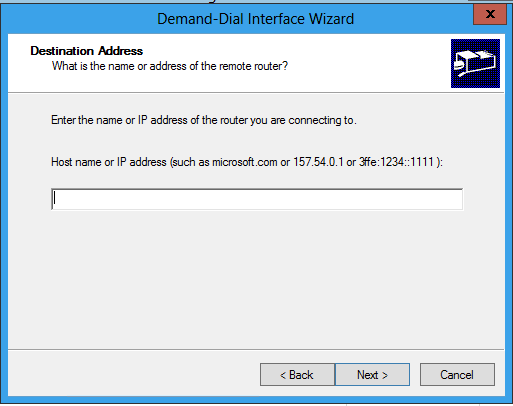 Demand-Dial Interface Wizard
x
Destination Address
What is the name or address of the remote router?
Enter the name or IP address of the router you are connecting to.
Host name or IP address (such as microsoft.com or 157.54.0.1 or 3ffe:1234::1111 ):
< Back
Next >
Cancel